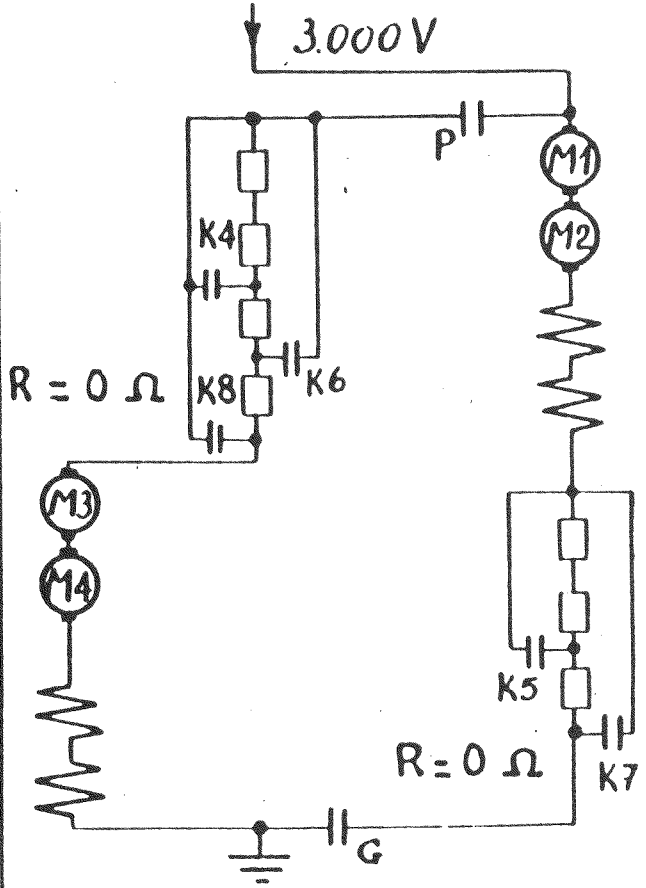 3.000V
P
M1
M2
K4
K6
K8
R = 0 Ω
M3
M4
K5
K7
R = 0 Ω
G